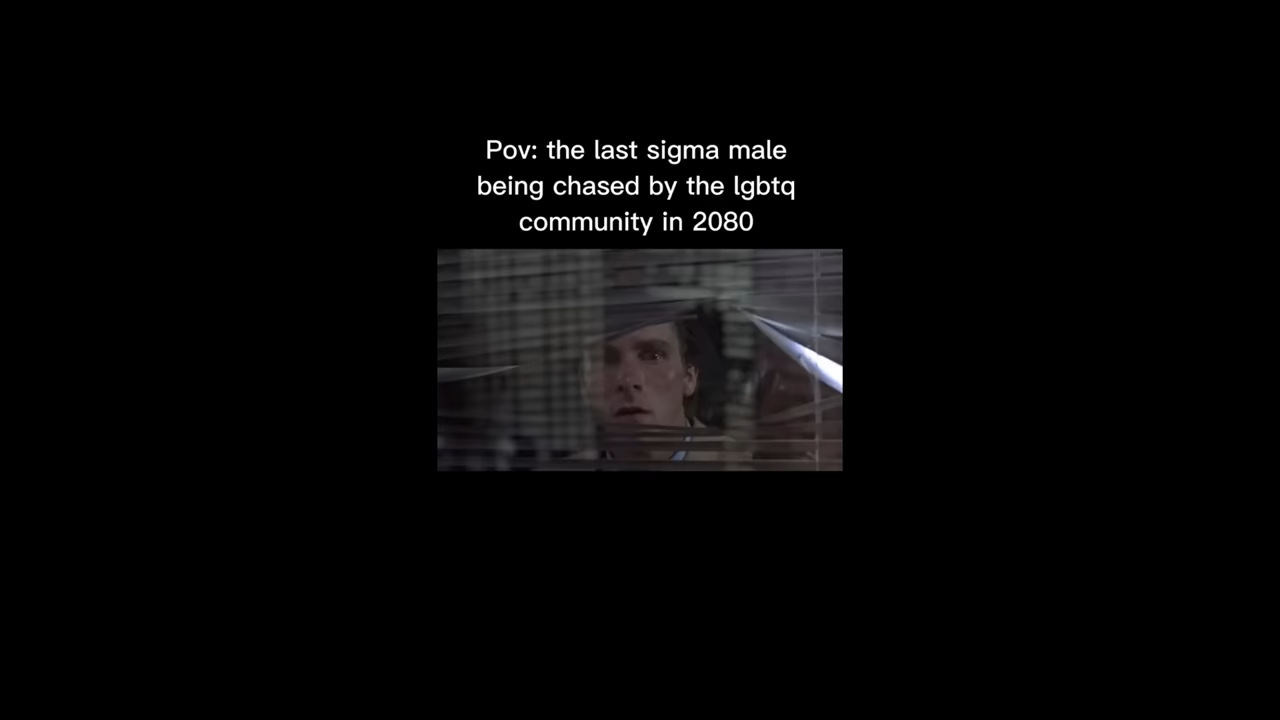 Pov: the last sigma male
being chased by the lgbtq
community in 2080